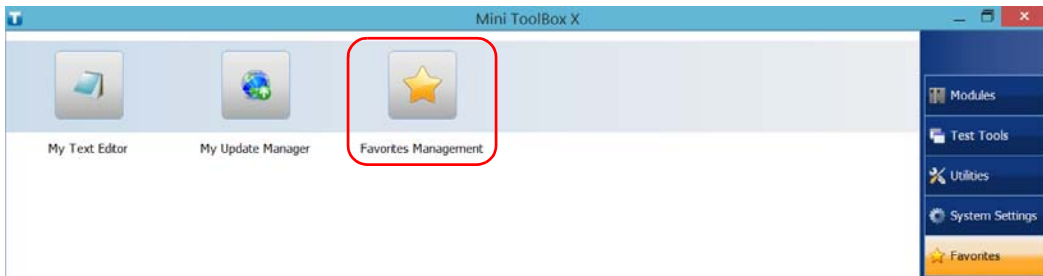 Mini ToolBox X
My Text Editor
My Update Manager
Favorites Management
Modules
Test Tools
Utilities
System Settings
Favorites